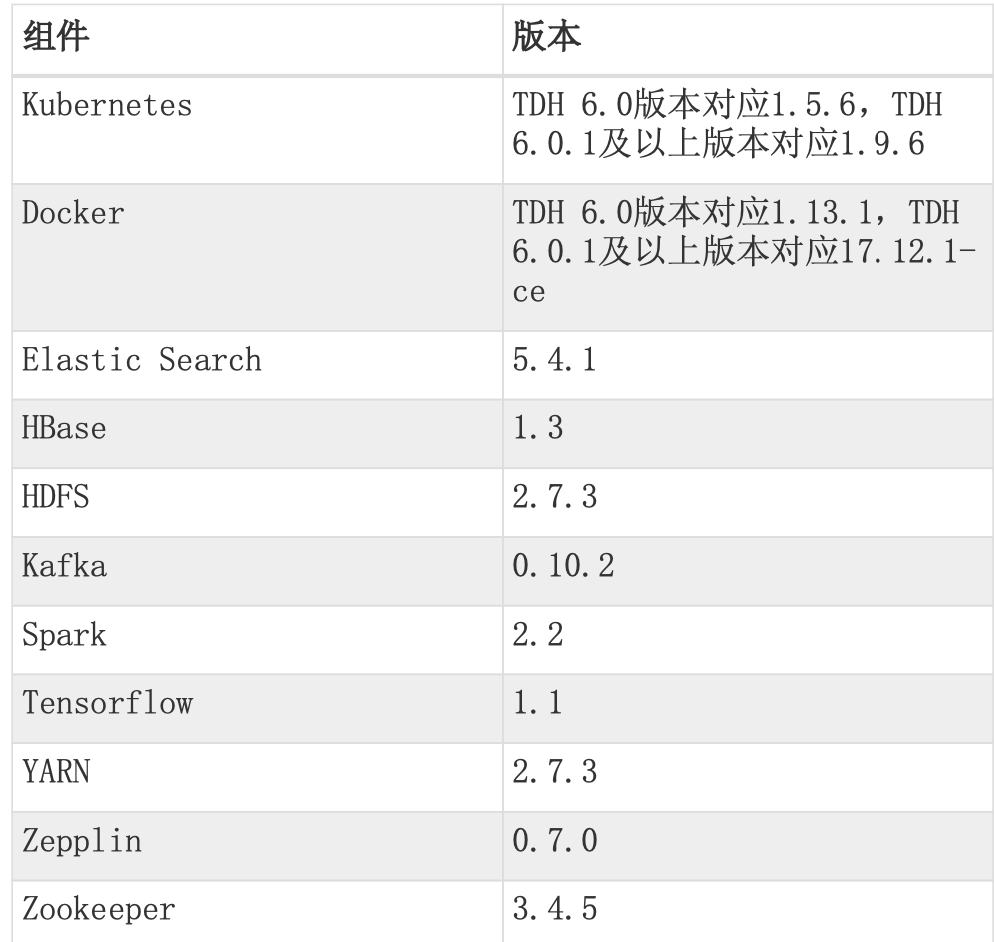 组件 版本
Kubernetes TDH 6.0版本对应1.5.6，TDH
6.0.1及以上版本对应1.9.6
Docker TDH 6.0版本对应1.13.1，TDH
6.0.1及以上版本对应17.12.1-
ce
Elastic Search 5.4.1
HBase 1.3
HDFS 2.7.3
Kafka 0.10.2
Spark 2.2
Tensorflow 1.1
YARN 2.7.3
Zepplin 0.7.0
Zookeeper 3.4.5